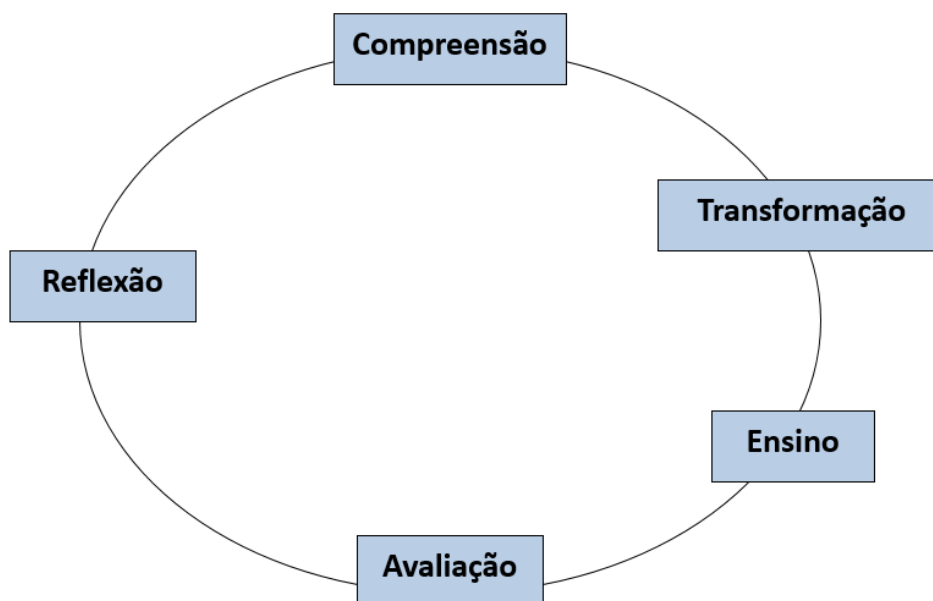 Compreensão
Transformação
Reflexão
Ensino
Avaliação